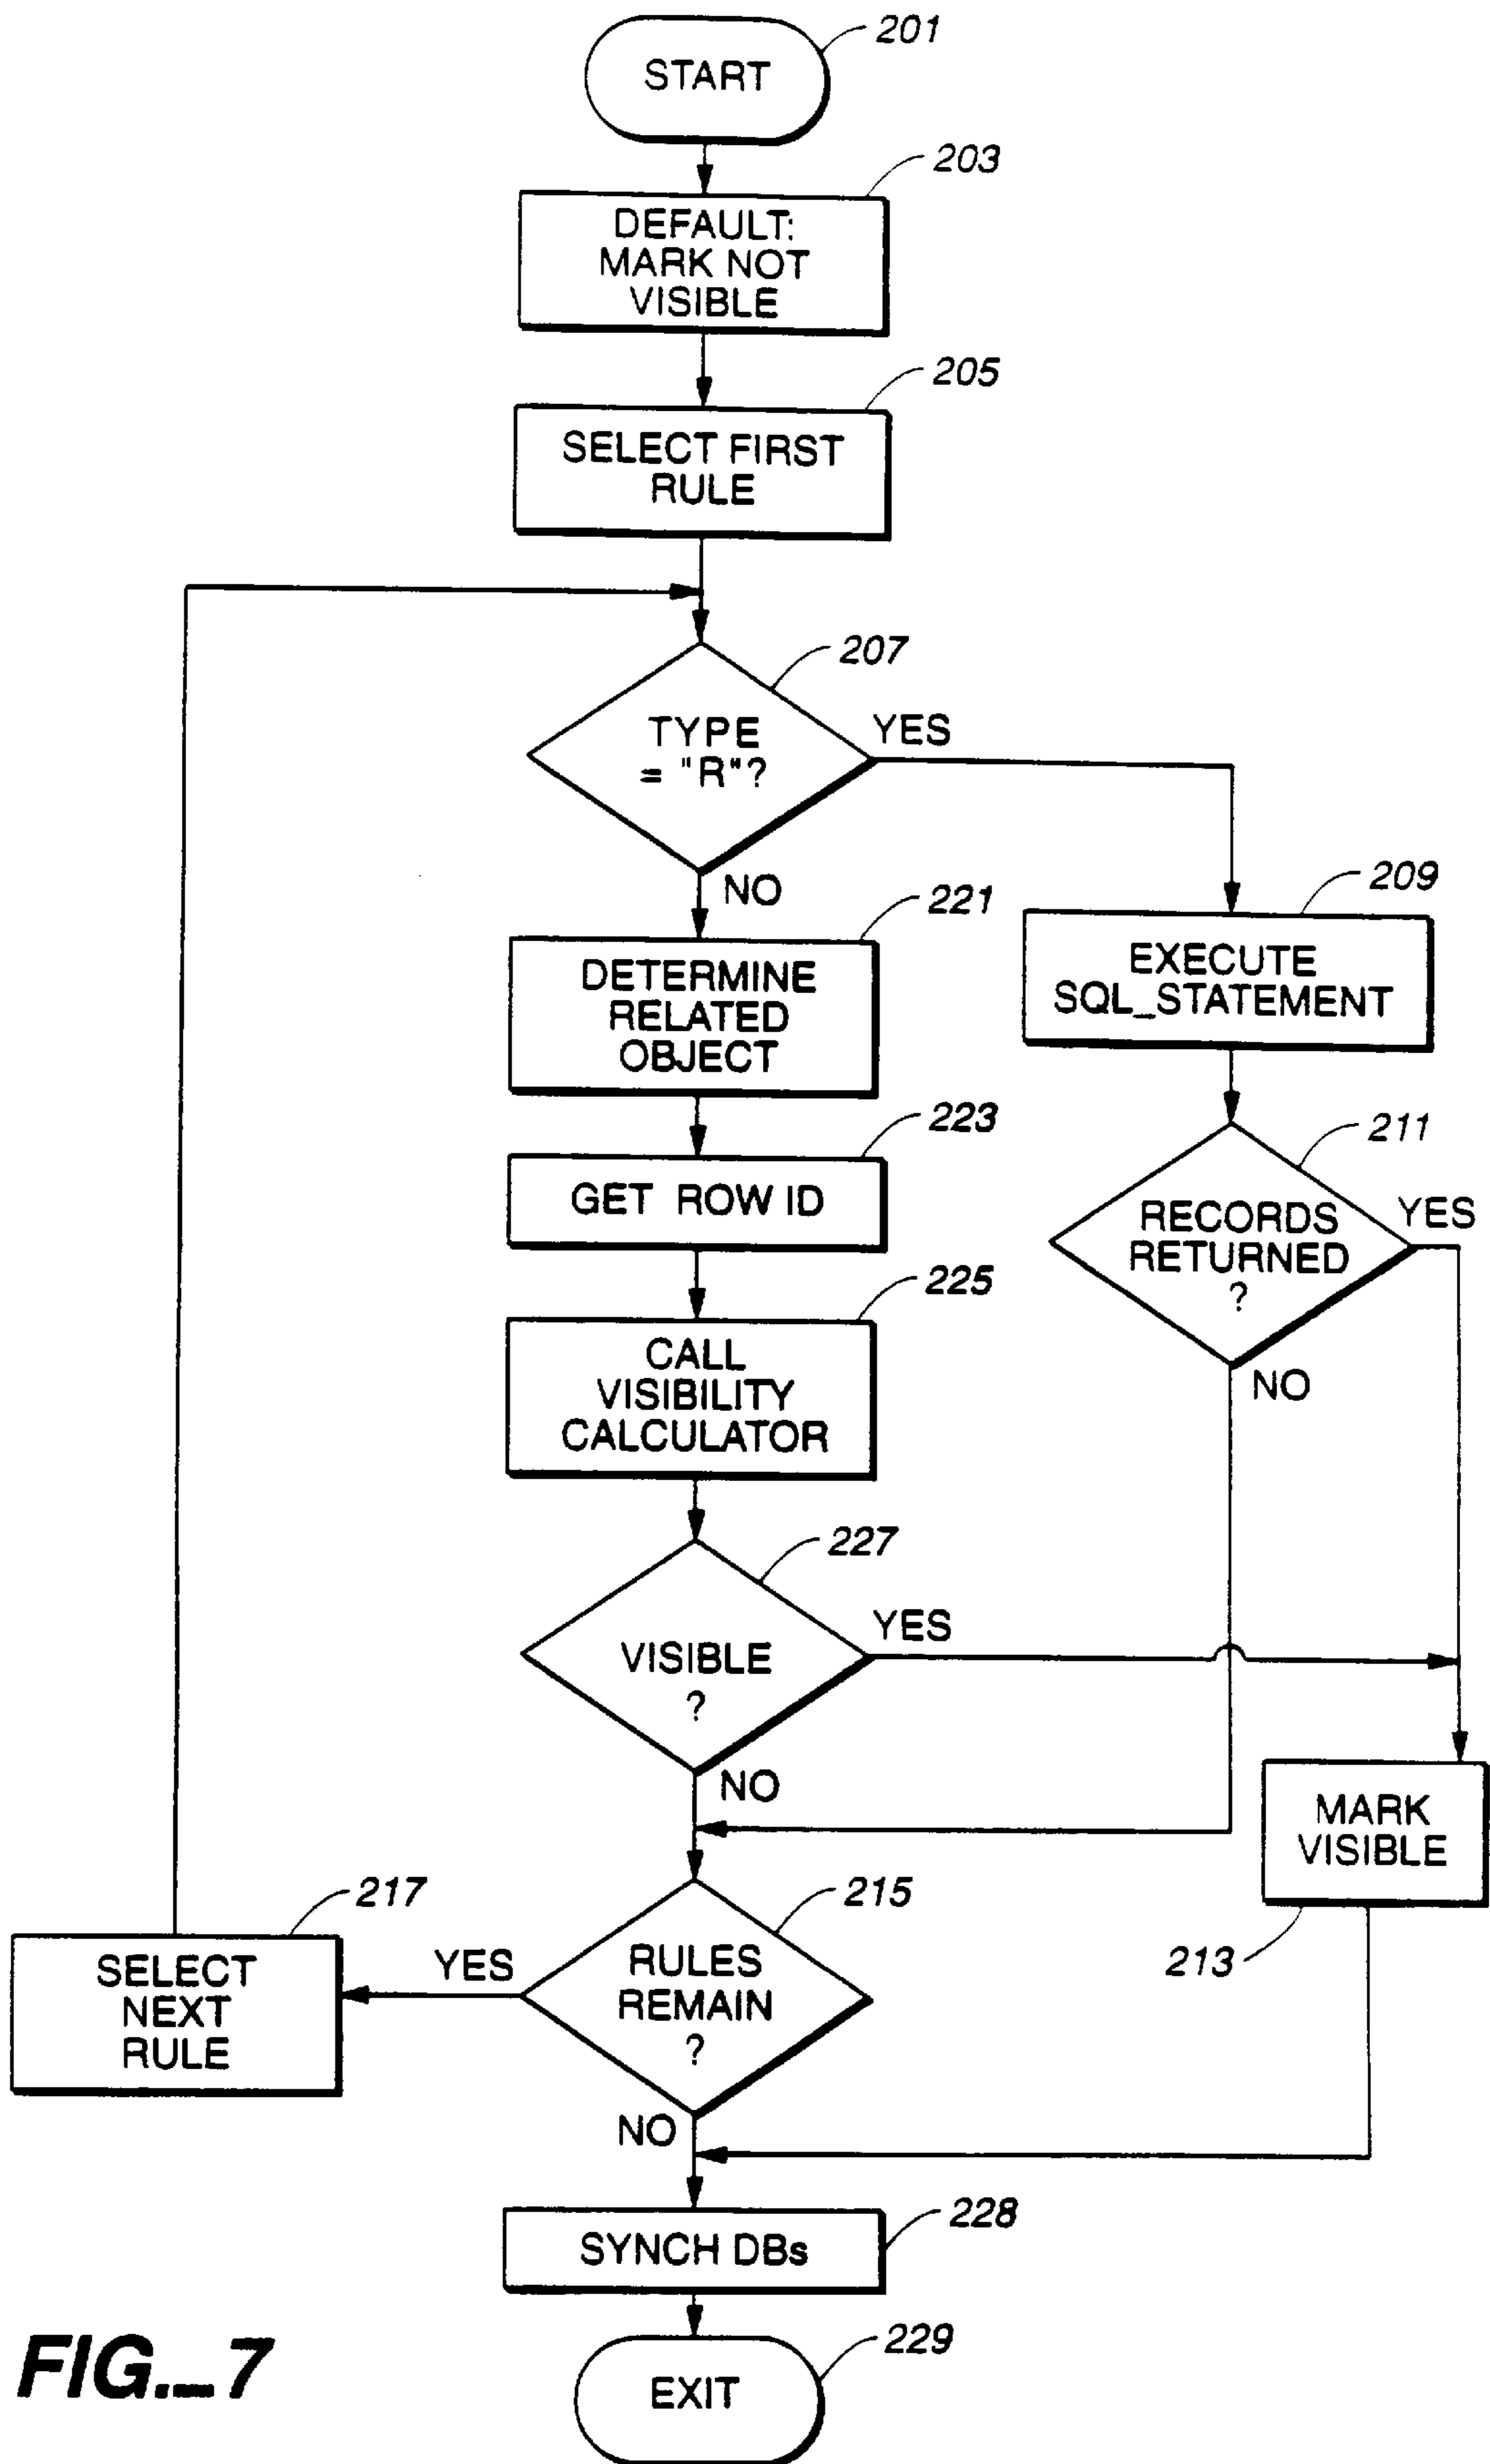 201
START
203
DEFAULT:
MARK NOT
VISIBLE
205
SELECT FIRST
RULE
207
TYPE
= "R"?
YES
NO
209
EXECUTE
SQL_STATEMENT
221
DETERMINE
RELATED
OBJECT
211
RECORDS
RETURNED
?
YES
NO
223
GET ROW ID
225
CALL
VISIBILITY
CALCULATOR
227
VISIBLE
?
YES
NO
MARK
VISIBLE
213
215
RULES
REMAIN
?
YES
NO
217
SELECT
NEXT
RULE
228
SYNCH DBs
229
EXIT
FIG._7